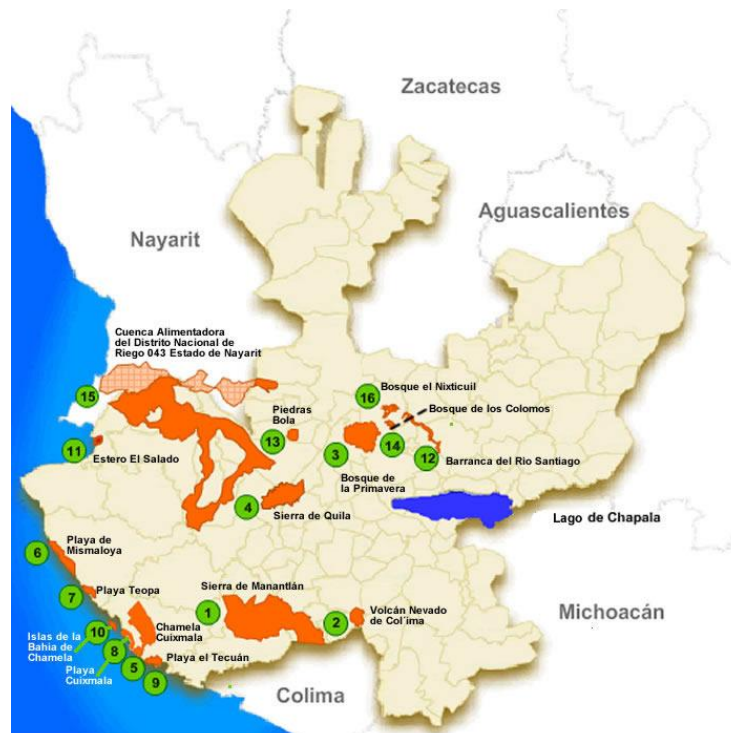 Zacatecas
Aguascalientes
Nayarit
Cuenca Alimentadora
del Distrito Nacional de
Riego 043 Estado de Nayarit
15
Bosque el Nixticuil
16
Bosque de los Colomos
Piedras
Bola
13
11
Estero El Salado
3
14
12
Barranca del Rio Santiago
Bosque de
la Primavera
4
Sierra de Quila
Lago de Chapala
Playa de
Mismaloya
6
7
Playa Teopa
Sierra de Manantlán
1
2
Volcán Nevado
de Col´ima
Michoacán
Chamela
Cuixmala
10
Islas de la
Bahia de
Chamela
8
Playa
Cuixmala
5
9
Playa el Tecuán
Colima